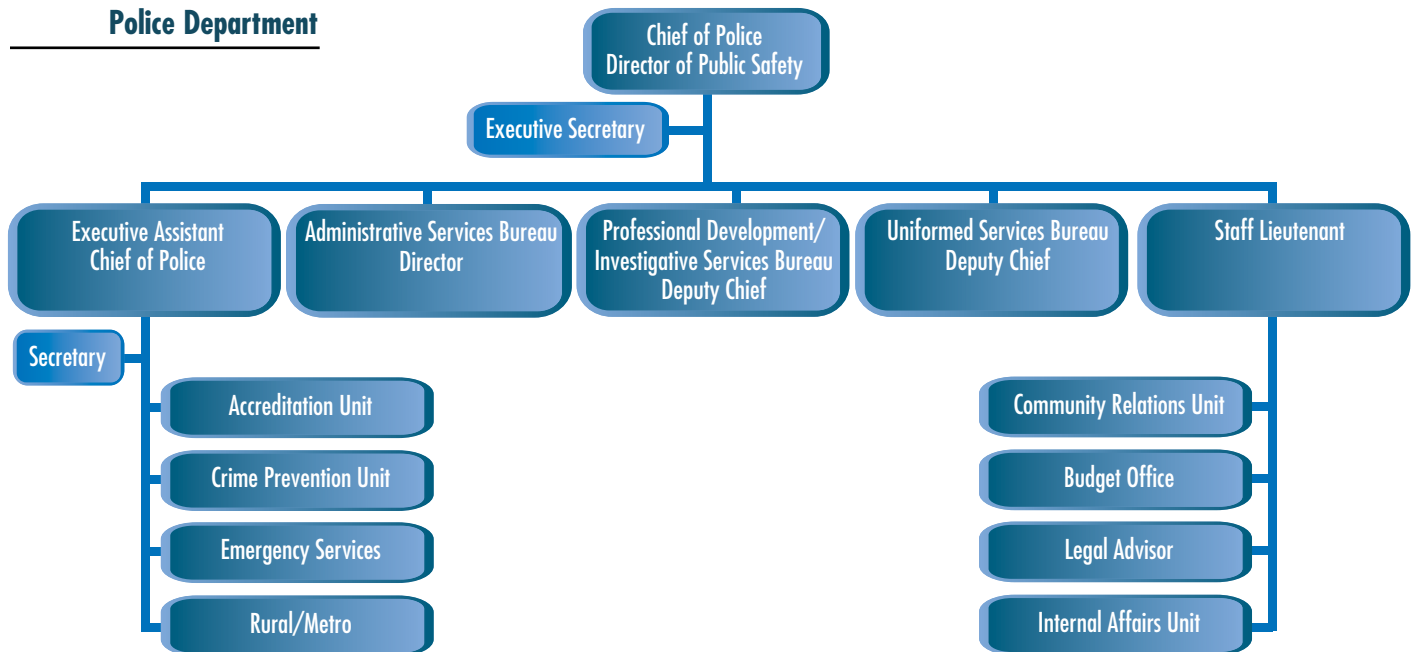 Police Department
Chief of Police
Director of Public Safety
Executive Secretary
Executive Assistant
Chief of Police
Administrative Services Bureau
Director
Professional Development/
Investigative Services Bureau
Deputy Chief
Uniformed Services Bureau
Deputy Chief
Staff Lieutenant
Secretary
Accreditation Unit
Crime Prevention Unit
Emergency Services
Rural/Metro
Community Relations Unit
Budget Office
Legal Advisor
Internal Affairs Unit